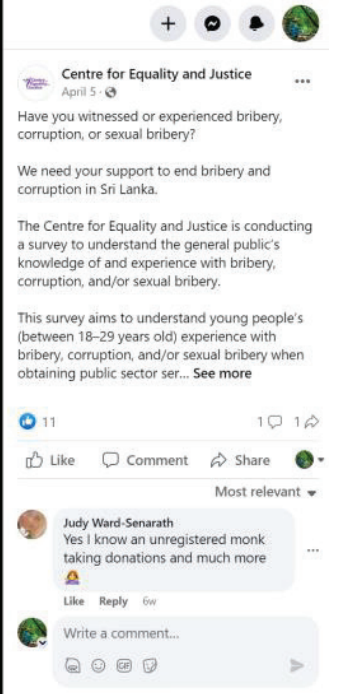 Centre for Equality and Justice
April 5 ·
Have you witnessed or experienced bribery,
corruption, or sexual bribery?
We need your support to end bribery and
corruption in Sri Lanka.
The Centre for Equality and Justice is conducting
a survey to understand the general public's
knowledge of and experience with bribery,
corruption, and/or sexual bribery.
This survey aims to understand young people's
(between 18–29 years old) experience with
bribery, corruption, and/or sexual bribery when
obtaining public sector ser... See more
11 1 1
Like Comment Share
Most relevant
Judy Ward-Senarath
Yes I know an unregistered monk
taking donations and much more
🤦‍♀️
Like Reply 6w
Write a comment...
GIF